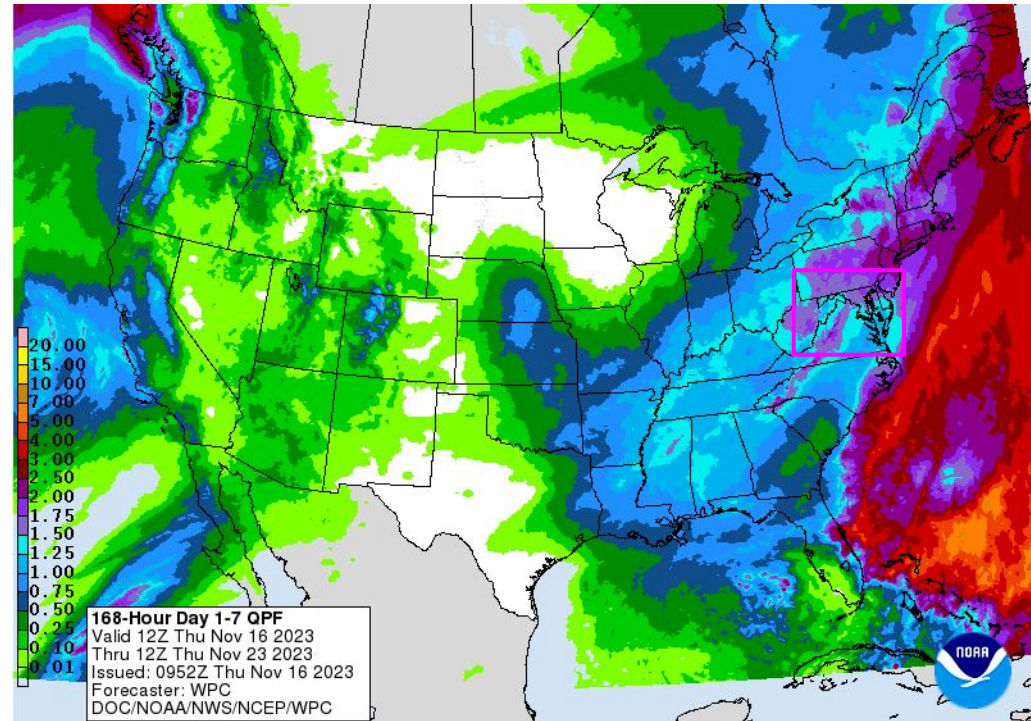 20.00
15.00
10.00
7.00
5.00
4.00
3.00
2.50
2.00
1.75
1.50
1.25
1.00
0.75
0.50
0.25
0.10
0.01
168-Hour Day 1-7 QPF
Valid 12Z Thu Nov 16 2023
Thru 12Z Thu Nov 23 2023
Issued: 0952Z Thu Nov 16 2023
Forecaster: WPC
DOC/NOAA/NWS/NCEP/WPC
NOAA